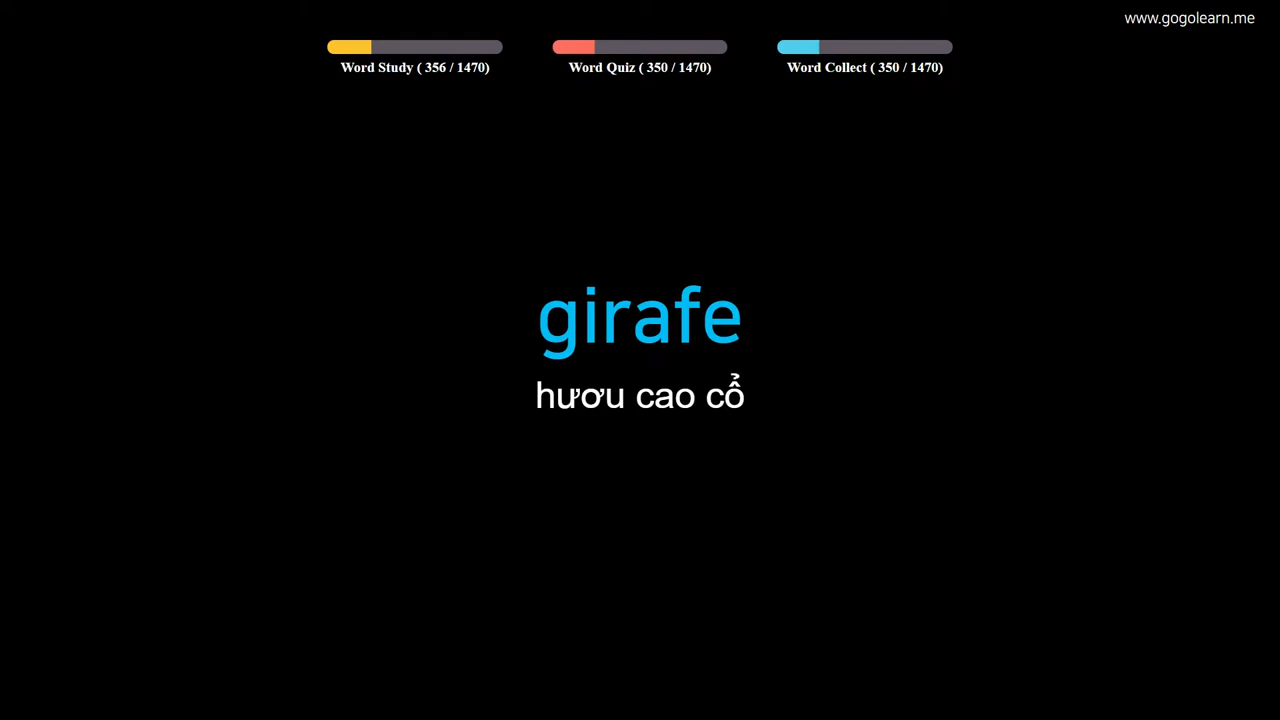 www.gogolearn.me
Word Study ( 356 / 1470)
Word Quiz ( 350 / 1470)
Word Collect ( 350 / 1470)
girafe
hươu cao cổ